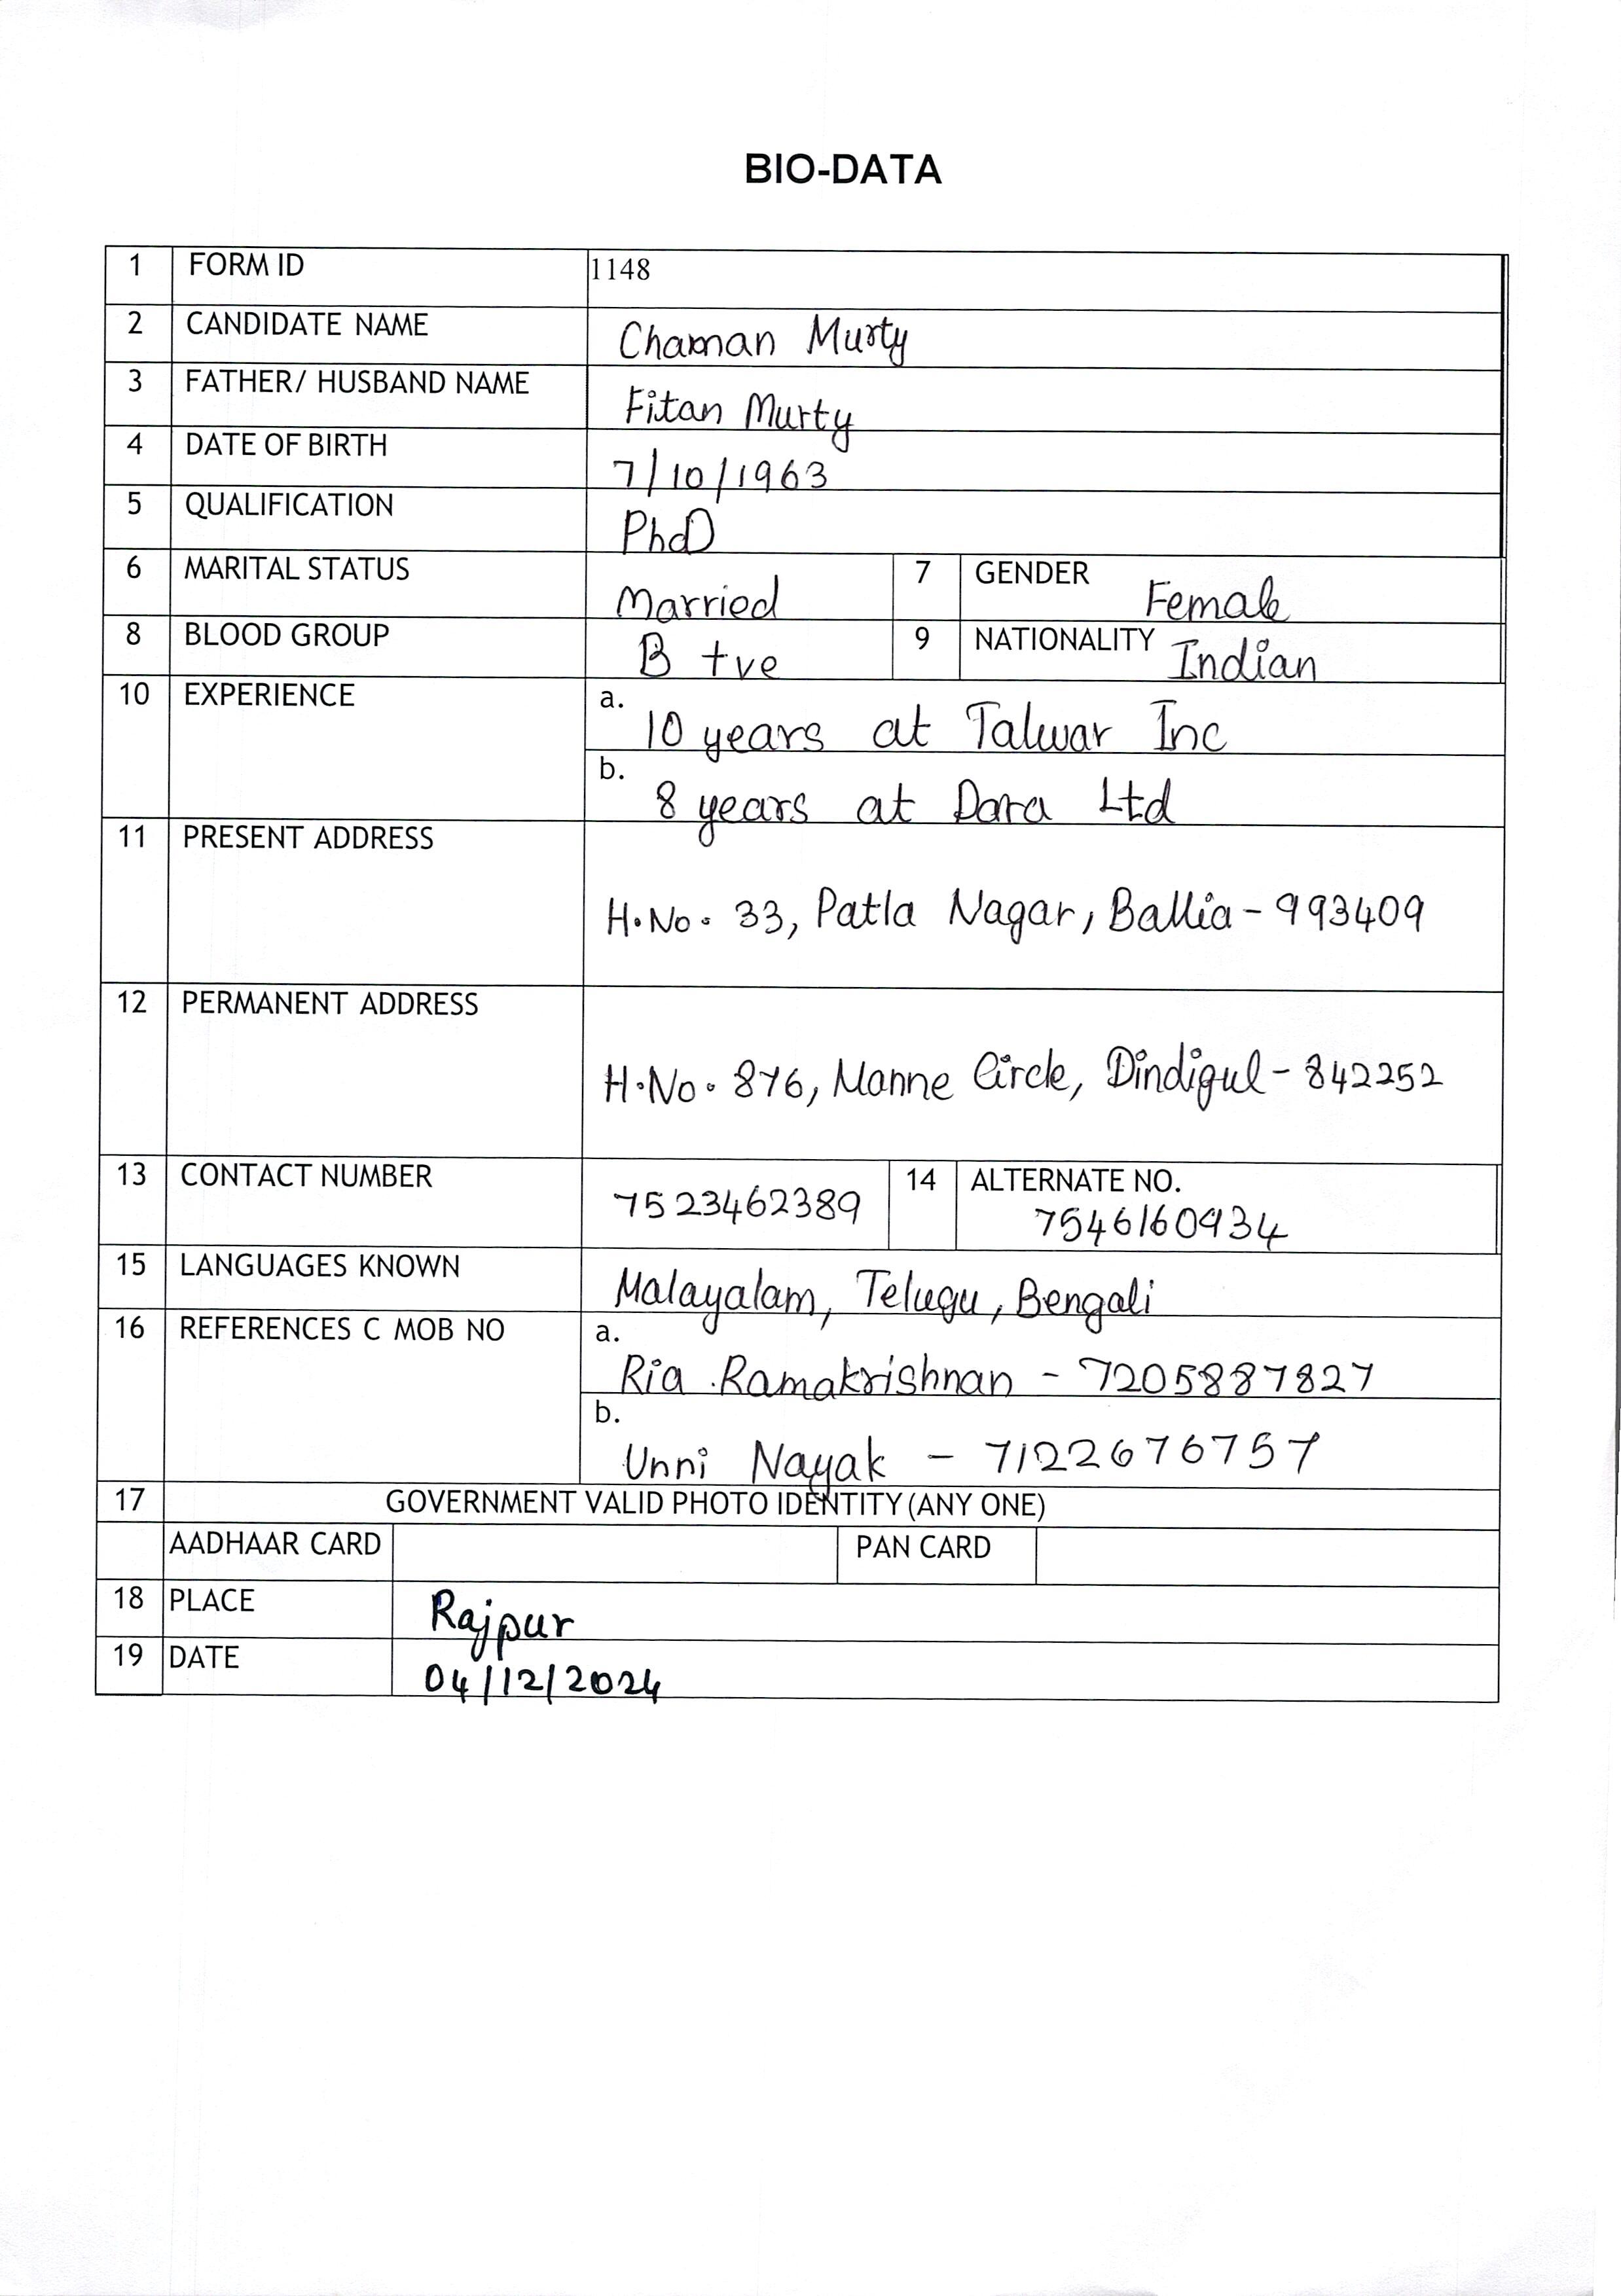 BIO-DATA
1 FORM ID 1148
2 CANDIDATE NAME Chaman Murty
3 FATHER/ HUSBAND NAME Fitan Murty
4 DATE OF BIRTH 7/10/1963
5 QUALIFICATION PhD
6 MARITAL STATUS Married 7 GENDER Female
8 BLOOD GROUP B +ve 9 NATIONALITY Indian
10 EXPERIENCE a. 10 years at Talwar Inc
b. 8 years at Dara Ltd
11 PRESENT ADDRESS
H.No. 33, Patla Nagar, Ballia - 993409
12 PERMANENT ADDRESS
H.No. 876, Manne Circle, Dindigul - 842252
13 CONTACT NUMBER 7523462389 14 ALTERNATE NO.
7546160934
15 LANGUAGES KNOWN Malayalam, Telugu, Bengali
16 REFERENCES C MOB NO a.
Ria Ramakrishnan - 7205887827
b.
Unni Nayak - 7122676757
17 GOVERNMENT VALID PHOTO IDENTITY (ANY ONE)
AADHAAR CARD PAN CARD
18 PLACE Rajpur
19 DATE 04/12/2024